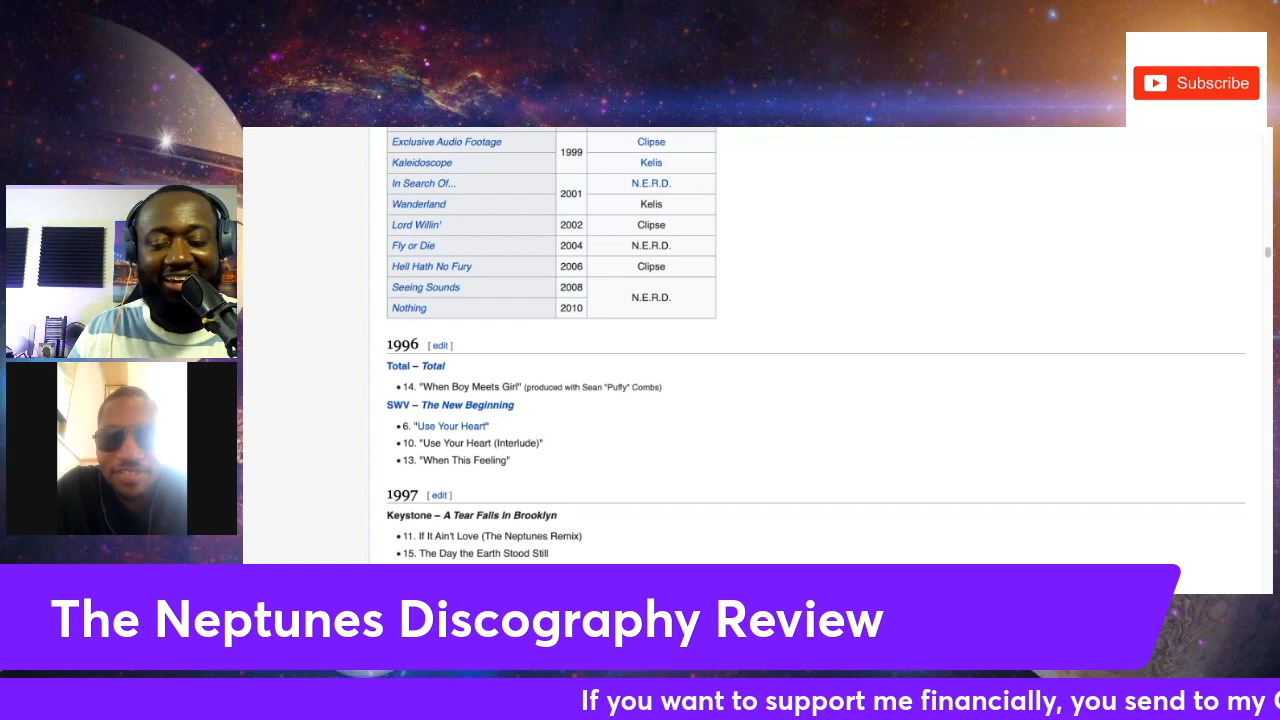 Subscribe
Exclusive Audio Footage 1999 Clipse
Kaleidoscope Kelis
In Search Of... 2001 N.E.R.D.
Wanderland Kelis
Lord Willin' 2002 Clipse
Fly or Die 2004 N.E.R.D.
Hell Hath No Fury 2006 Clipse
Seeing Sounds 2008 N.E.R.D.
Nothing 2010
1996 [ edit ]
Total – Total
• 14. "When Boy Meets Girl" (produced with Sean "Puffy" Combs)
SWV – The New Beginning
• 6. "Use Your Heart"
• 10. "Use Your Heart (Interlude)"
• 13. "When This Feeling"
1997 [ edit ]
Keystone – A Tear Falls In Brooklyn
• 11. If It Ain't Love (The Neptunes Remix)
• 15. The Day the Earth Stood Still
The Neptunes Discography Review
If you want to support me financially, you send to my